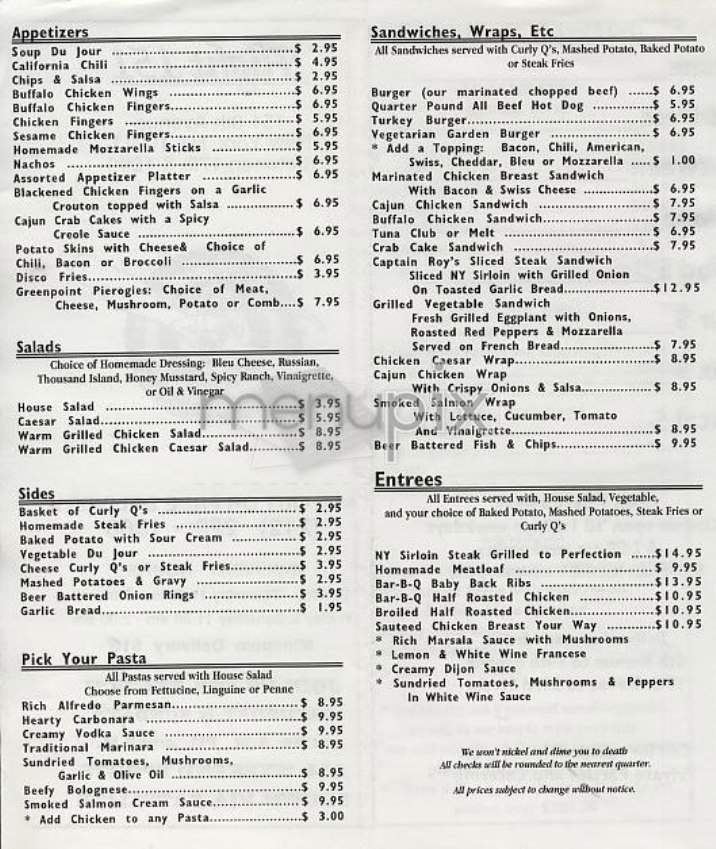 Appetizers
Soup Du Jour ........................................$ 2.95
California Chili ......................................$ 4.95
Chips & Salsa .........................................$ 2.95
Buffalo Chicken Wings ............................$ 6.95
Buffalo Chicken Fingers...........................$ 6.95
Chicken Fingers ....................................$ 5.95
Sesame Chicken Fingers...........................$ 6.95
Homemade Mozzarella Sticks ..................$ 5.95
Nachos ................................................$ 6.95
Assorted Appetizer Platter ......................$ 6.95
Blackened Chicken Fingers on a Garlic
Crouton topped with Salsa ...............$ 6.95
Cajun Crab Cakes with a Spicy
Creole Sauce .................................$ 6.95
Potato Skins with Cheese& Choice of
Chili, Bacon or Broccoli .........................$ 6.95
Disco Fries...........................................$ 3.95
Greenpoint Pierogies: Choice of Meat,
Cheese, Mushroom, Potato or Comb....$ 7.95
Salads
Choice of Homemade Dressing: Bleu Cheese, Russian,
Thousand Island, Honey Musstard, Spicy Ranch, Vinaigrette,
or Oil & Vinegar
House Salad .........................................$ 3.95
Caesar Salad..........................................$ 5.95
Warm Grilled Chicken Salad.....................$ 8.95
Warm Grilled Chicken Caesar Salad...........$ 8.95
Sides
Basket of Curly Q's ................................$ 2.95
Homemade Steak Fries ...........................$ 2.95
Baked Potato with Sour Cream ................$ 2.95
Vegetable Du Jour .................................$ 2.95
Cheese Curly Q's or Steak Fries...............$ 3.95
Mashed Potatoes & Gravy .......................$ 2.95
Beer Battered Onion Rings......................$ 3.95
Garlic Bread..........................................$ 1.95
Pick Your Pasta
All Pastas served with House Salad
Choose from Fettucine, Linguine or Penne
Rich Alfredo Parmesan............................$ 8.95
Hearty Carbonara ..................................$ 9.95
Creamy Vodka Sauce .............................$ 9.95
Traditional Marinara ...............................$ 8.95
Sundried Tomatoes, Mushrooms,
Garlic & Olive Oil ............................$ 8.95
Beefy Bolognese.....................................$ 9.95
Smoked Salmon Cream Sauce...................$ 9.95
* Add Chicken to any Pasta....................$ 3.00
Sandwiches, Wraps, Etc
All Sandwiches served with Curly Q's, Mashed Potato, Baked Potato
or Steak Fries
Burger (our marinated chopped beef) ......$ 6.95
Quarter Pound All Beef Hot Dog .............$ 5.95
Turkey Burger........................................$ 6.95
Vegetarian Garden Burger ......................$ 6.95
* Add a Topping: Bacon, Chili, American,
Swiss, Cheddar, Bleu or Mozzarella .....$ 1.00
Marinated Chicken Breast Sandwich
With Bacon & Swiss Cheese ...............$ 6.95
Cajun Chicken Sandwich .........................$ 7.95
Buffalo Chicken Sandwich........................$ 7.95
Tuna Club or Melt .................................$ 6.95
Crab Cake Sandwich ..............................$ 7.95
Captain Roy's Sliced Steak Sandwich
Sliced NY Sirloin with Grilled Onion
On Toasted Garlic Bread...................$12.95
Grilled Vegetable Sandwich
Fresh Grilled Eggplant with Onions,
Roasted Red Peppers & Mozzarella
Served on French Bread....................$ 7.95
Chicken Caesar Wrap..............................$ 8.95
Cajun Chicken Wrap
With Crispy Onions & Salsa...............$ 8.95
Smoked Salmon Wrap
With Lettuce, Cucumber, Tomato
And Vinaigrette..............................$ 8.95
Beer Battered Fish & Chips.....................$ 9.95
Entrees
All Entrees served with, House Salad, Vegetable,
and your choice of Baked Potato, Mashed Potatoes, Steak Fries or
Curly Q's
NY Sirloin Steak Grilled to Perfection ......$14.95
Homemade Meatloaf ..............................$ 9.95
Bar-B-Q Baby Back Ribs ........................$13.95
Bar-B-Q Half Roasted Chicken ................$10.95
Broiled Half Roasted Chicken...................$10.95
Sauteed Chicken Breast Your Way ...........$10.95
* Rich Marsala Sauce with Mushrooms
* Lemon & White Wine Francese
* Creamy Dijon Sauce
* Sundried Tomatoes, Mushrooms & Peppers
In White Wine Sauce
We won't nickel and dime you to death
All checks will be rounded to the nearest quarter.
All prices subject to change without notice.
menupix